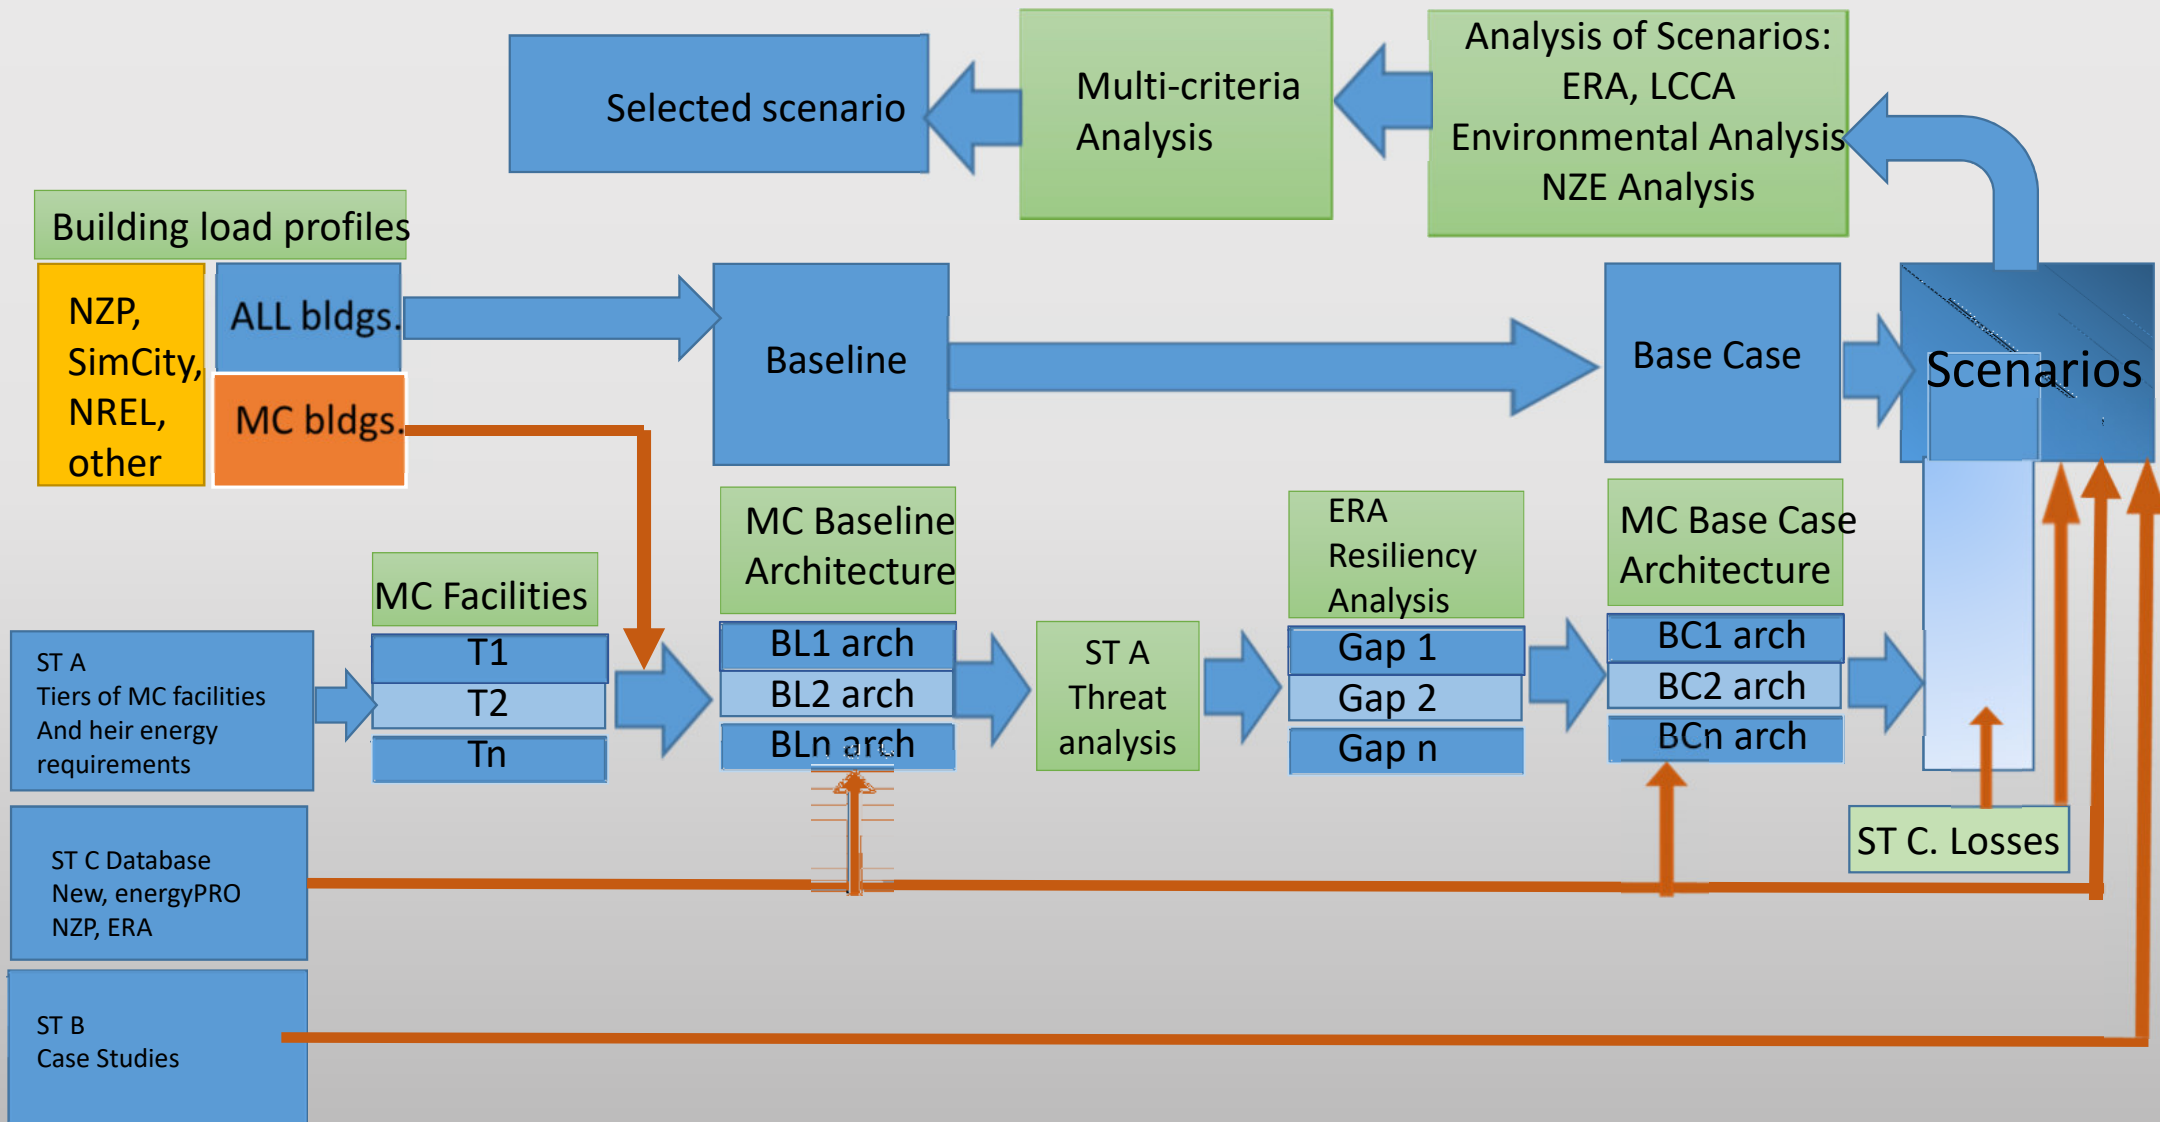 Selected scenario
Multi-criteria
Analysis
Analysis of Scenarios:
ERA, LCCA
Environmental Analysis
NZE Analysis
Building load profiles
NZP,
SimCity,
NREL,
other
ALL bldgs.
MC bldgs.
Baseline
Base Case
Scenarios
MC Facilities
T1
T2
Tn
MC Baseline
Architecture
BL1 arch
BL2 arch
BLn arch
ST A
Threat
analysis
ERA
Resiliency
Analysis
Gap 1
Gap 2
Gap n
MC Base Case
Architecture
BC1 arch
BC2 arch
BCn arch
ST A
Tiers of MC facilities
And heir energy
requirements
ST C. Losses
ST C Database
New, energyPRO
NZP, ERA
ST B
Case Studies